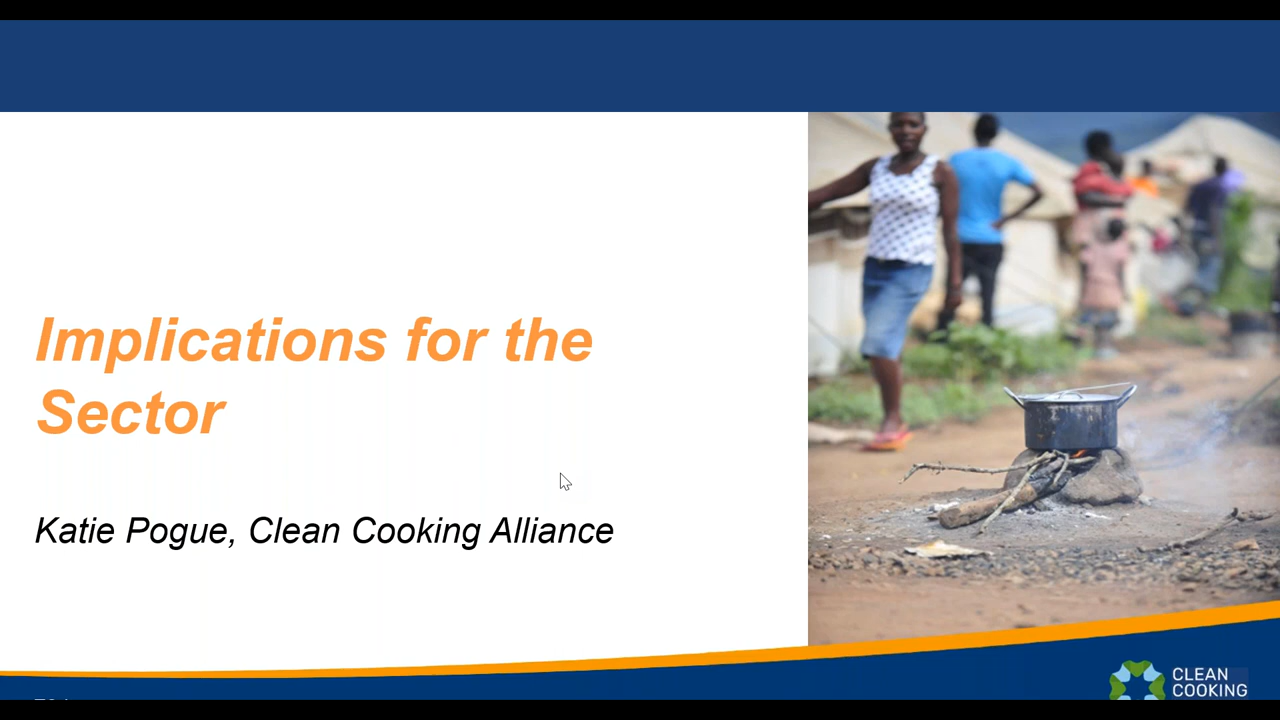 Implications for the
Sector
Katie Pogue, Clean Cooking Alliance
CLEAN
COOKING